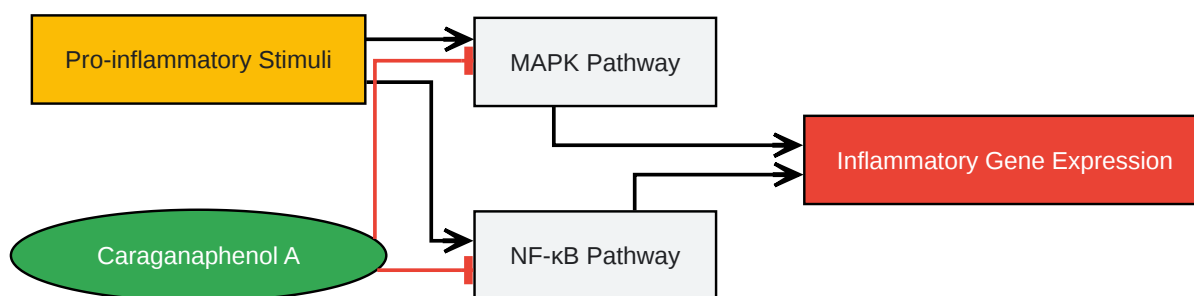 Pro-inflammatory Stimuli
MAPK Pathway
Inflammatory Gene Expression
Caraganaphenol A
NF-κB Pathway